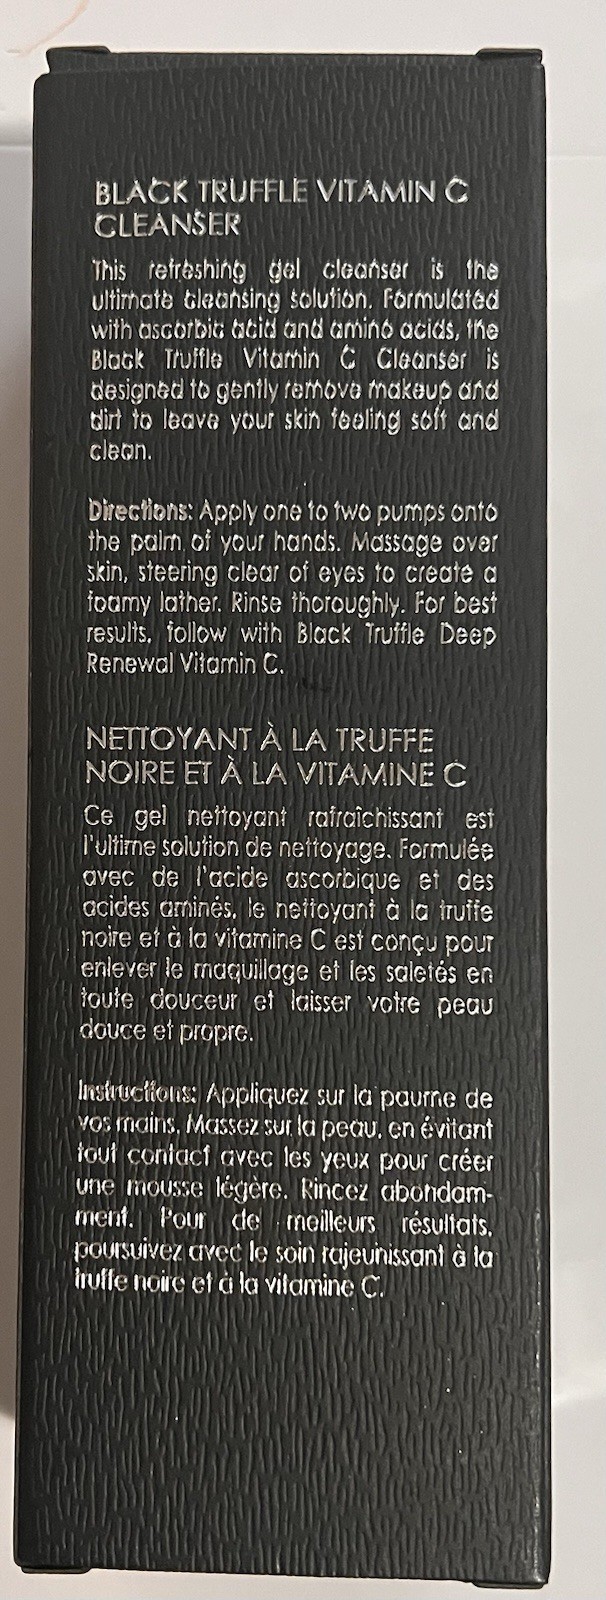 BLACK TRUFFLE VITAMIN C
CLEANSER
This refreshing gel cleanser is the
ultimate cleansing solution. Formulated
with ascorbic acid and amino acids, the
Black Truffle Vitamin C Cleanser is
designed to gently remove makeup and
dirt to leave your skin feeling soft and
clean.
Directions: Apply one to two pumps onto
the palm of your hands. Massage over
skin, steering clear of eyes to create a
foamy lather. Rinse thoroughly. For best
results, follow with Black Truffle Deep
Renewal Vitamin C.
NETTOYANT À LA TRUFFE
NOIRE ET À LA VITAMINE C
Ce gel nettoyant rafraîchissant est
l'ultime solution de nettoyage. Formulée
avec de l'acide ascorbique et des
acides aminés, le nettoyant à la truffe
noire et à la vitamine C est conçu pour
enlever le maquillage et les saletés en
toute douceur et laisser votre peau
douce et propre.
Instructions: Appliquez sur la paume de
vos mains. Massez sur la peau, en évitant
tout contact avec les yeux pour créer
une mousse légère. Rincez abondam-
ment. Pour de meilleurs résultats,
poursuivez avec le soin rajeunissant à la
truffe noire et à la vitamine C.